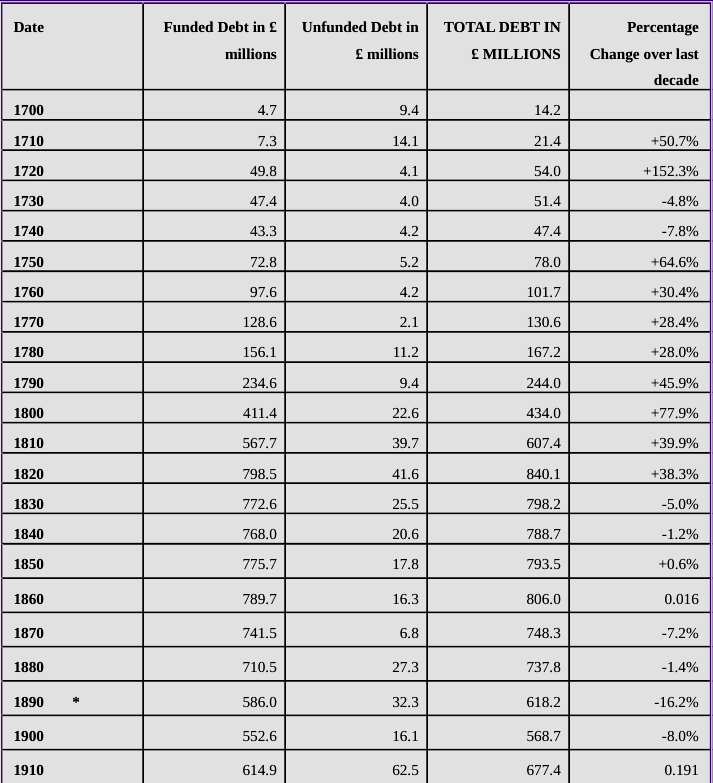 Date Funded Debt in £ millions Unfunded Debt in £ millions TOTAL DEBT IN £ MILLIONS Percentage Change over last decade
1700 4.7 9.4 14.2
1710 7.3 14.1 21.4 +50.7%
1720 49.8 4.1 54.0 +152.3%
1730 47.4 4.0 51.4 -4.8%
1740 43.3 4.2 47.4 -7.8%
1750 72.8 5.2 78.0 +64.6%
1760 97.6 4.2 101.7 +30.4%
1770 128.6 2.1 130.6 +28.4%
1780 156.1 11.2 167.2 +28.0%
1790 234.6 9.4 244.0 +45.9%
1800 411.4 22.6 434.0 +77.9%
1810 567.7 39.7 607.4 +39.9%
1820 798.5 41.6 840.1 +38.3%
1830 772.6 25.5 798.2 -5.0%
1840 768.0 20.6 788.7 -1.2%
1850 775.7 17.8 793.5 +0.6%
1860 789.7 16.3 806.0 0.016
1870 741.5 6.8 748.3 -7.2%
1880 710.5 27.3 737.8 -1.4%
1890 * 586.0 32.3 618.2 -16.2%
1900 552.6 16.1 568.7 -8.0%
1910 614.9 62.5 677.4 0.191